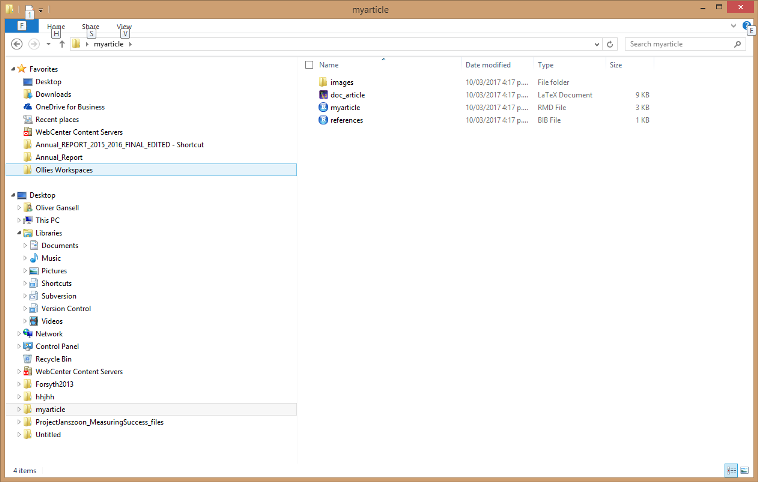 myarticle
1
F
E
Home
Share
View
H
S
V
myarticle
Search myarticle
Name
Date modified
Type
Size
images
10/03/2017 4:17 p....
File folder
doc_article
10/03/2017 4:17 p....
LaTeX Document
9 KB
myarticle
10/03/2017 4:17 p....
RMD File
3 KB
references
10/03/2017 4:17 p....
BIB File
1 KB
Favorites
Desktop
Downloads
OneDrive for Business
Recent places
WebCenter Content Servers
Annual_REPORT_2015_2016_FINAL_EDITED - Shortcut
Annual_Report
Ollies Workspaces
Desktop
Oliver Gansell
This PC
Libraries
Documents
Music
Pictures
Shortcuts
Subversion
Version Control
Videos
Network
Control Panel
Recycle Bin
WebCenter Content Servers
Forsyth2013
hhjhh
myarticle
ProjectJanszoon_MeasuringSuccess_files
Untitled
4 items